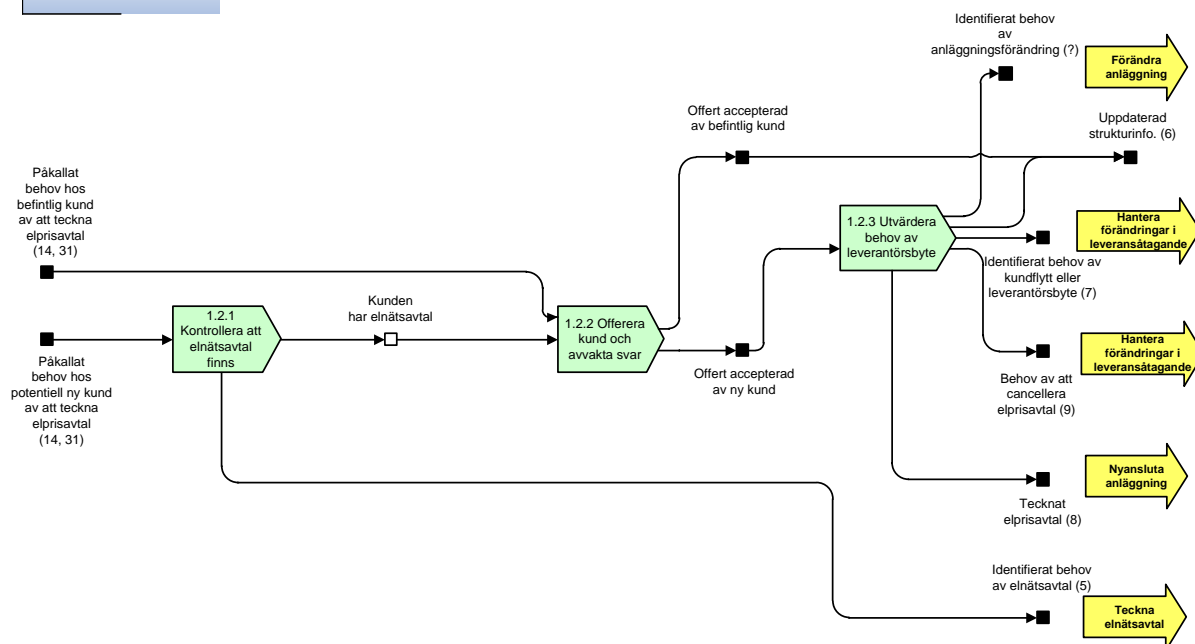 Identifierat behov
av
anläggningsförändring (?)
Förändra
anläggning
Offert accepterad
av befintlig kund
Uppdaterad
strukturinfo. (6)
Påkallat
behov hos
befintlig kund
av att teckna
elprisavtal
(14, 31)
1.2.3 Utvärdera
behov av
leverantörsbyte
Hantera
förändringar i
leveransåtagande
Identifierat behov av
kundflytt eller
leverantörsbyte (7)
Kunden
har elnätsavtal
1.2.1
Kontrollera att
elnätsavtal
finns
1.2.2 Offerera
kund och
avvakta svar
Hantera
förändringar i
leveransåtagande
Påkallat
behov hos
potentiell ny kund
av att teckna
elprisavtal
(14, 31)
Offert accepterad
av ny kund
Behov av att
cancellera
elprisavtal (9)
Nyansluta
anläggning
Tecknat
elprisavtal (8)
Identifierat behov
av elnätsavtal (5)
Teckna
elnätsavtal